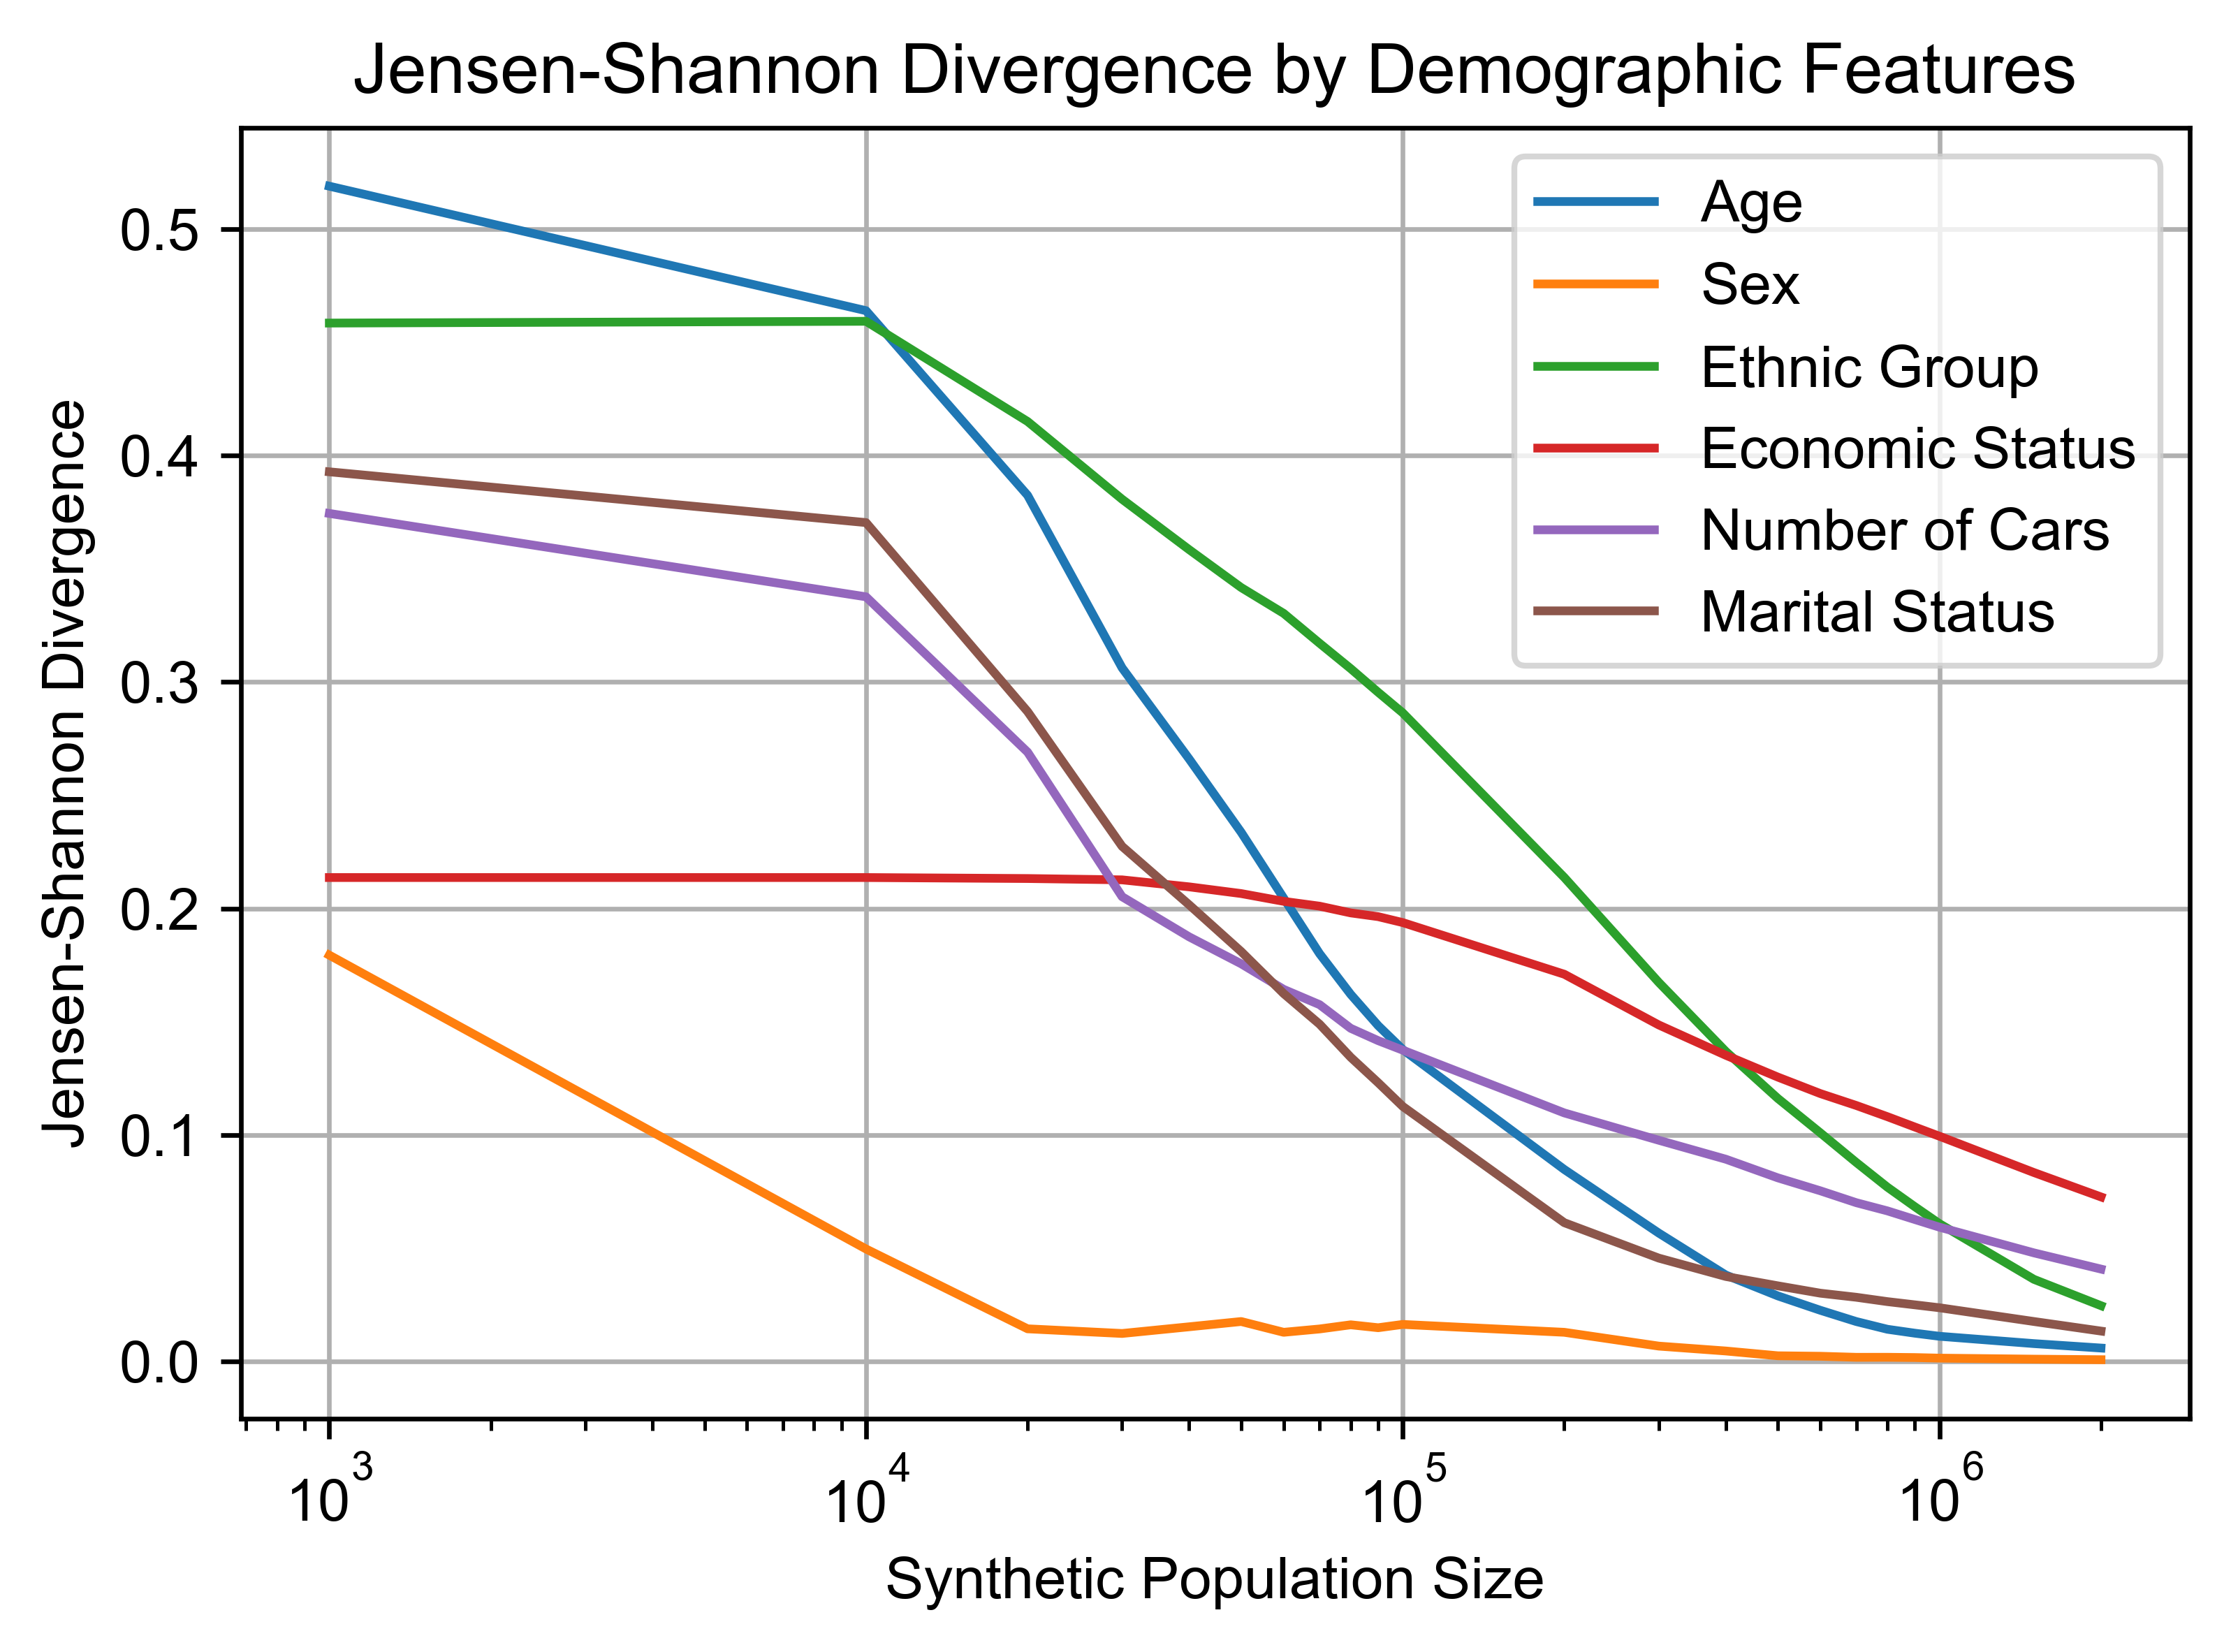 Jensen-Shannon Divergence by Demographic Features
Jensen-Shannon Divergence
0.5
0.4
0.3
0.2
0.1
0.0
Age
Sex
Ethnic Group
Economic Status
Number of Cars
Marital Status
10³
10⁴
10⁵
10⁶
Synthetic Population Size